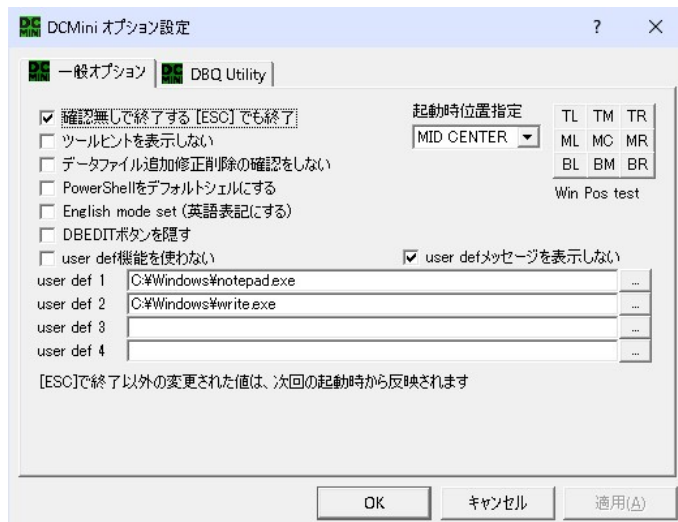 DCMini オプション設定
一般オプション DBQ Utility
確認無しで終了する [ESC] でも終了
起動時位置指定
TL TM TR
ツールヒントを表示しない
MID CENTER
ML MC MR
データファイル追加修正削除の確認をしない
BL BM BR
PowerShellをデフォルトシェルにする
Win Pos test
English mode set (英語表記にする)
DBEDITボタンを隠す
user def機能を使わない
user defメッセージを表示しない
user def 1 C:¥Windows¥notepad.exe ...
user def 2 C:¥Windows¥write.exe ...
user def 3 ...
user def 4 ...
[ESC]で終了以外の変更された値は、次回の起動時から反映されます
OK キャンセル 適用(A)